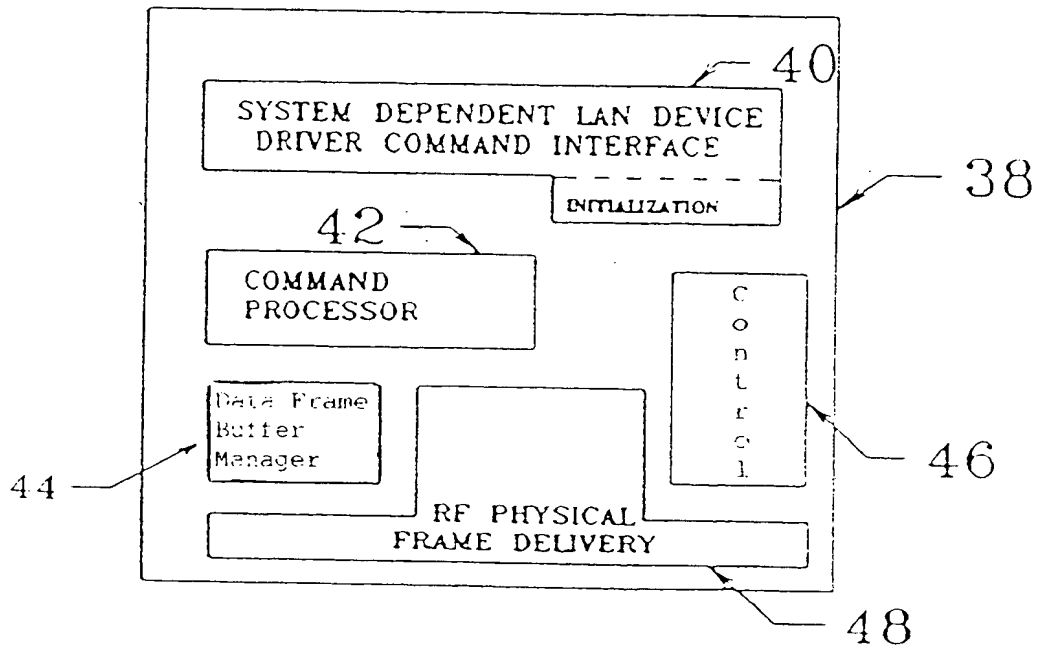 40
SYSTEM DEPENDENT LAN DEVICE
DRIVER COMMAND INTERFACE
INITIALIZATION
38
42
COMMAND
PROCESSOR
Control
Data Frame
Buffer
Manager
44
46
RF PHYSICAL
FRAME DELIVERY
48